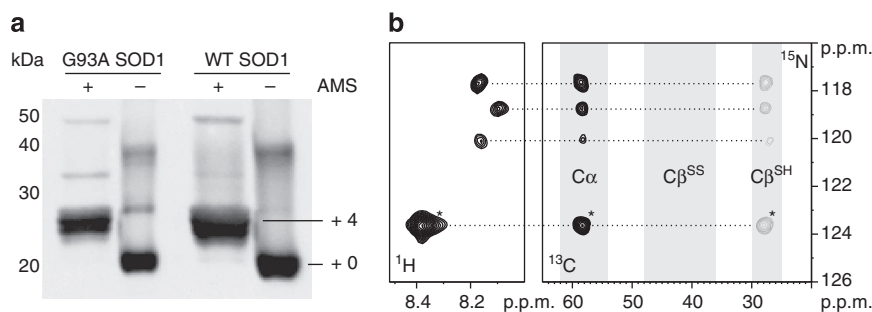 a
kDa
G93A SOD1
WT SOD1
+ − + − AMS
50
40
30
20
+ 4
+ 0
b
p.p.m.
15N
118
120
122
124
126
Cα
CβSS
CβSH
*
*
*
1H
13C
8.4 8.2 p.p.m. 60 50 40 30 p.p.m.